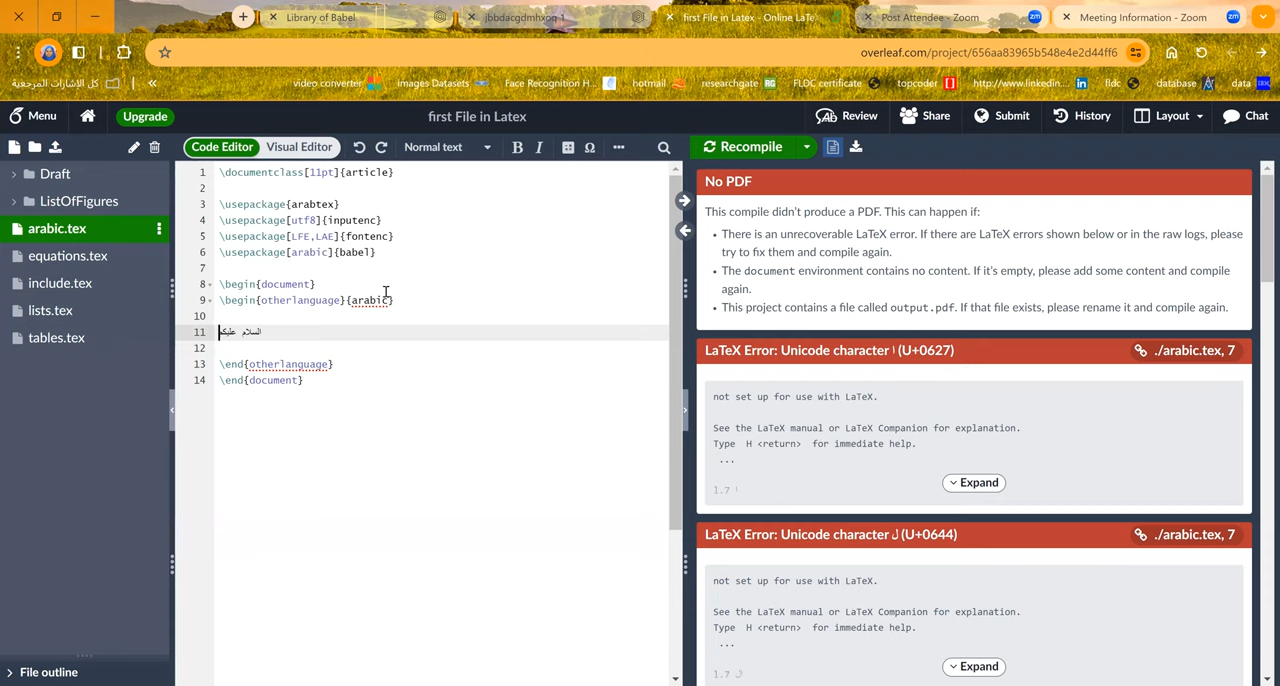 Library of Babel
jbbdacgdmhxoq 1
first File in Latex - Online LaTe
Post Attendee - Zoom
Meeting Information - Zoom
overleaf.com/project/656aa83965b548e4e2d44ff6
كل الاشارات المرجعية
video converter
Images Datasets
Face Recognition H...
hotmail
researchgate
FLDC certificate
topcoder
http://www.linkedin....
fldc
database
data
Menu
Upgrade
first File in Latex
Review
Share
Submit
History
Layout
Chat
Code Editor
Visual Editor
Normal text
Recompile
Draft
ListOfFigures
arabic.tex
equations.tex
include.tex
lists.tex
tables.tex
File outline
1 \documentclass[11pt]{article}
2
3 \usepackage{arabtex}
4 \usepackage[utf8]{inputenc}
5 \usepackage[LFE,LAE]{fontenc}
6 \usepackage[arabic]{babel}
7
8 \begin{document}
9 \begin{otherlanguage}{arabic}
10
11 السلام عليكم
12
13 \end{otherlanguage}
14 \end{document}
No PDF
This compile didn't produce a PDF. This can happen if:
• There is an unrecoverable LaTeX error. If there are LaTeX errors shown below or in the raw logs, please
try to fix them and compile again.
• The document environment contains no content. If it's empty, please add some content and compile
again.
• This project contains a file called output.pdf. If that file exists, please rename it and compile again.
LaTeX Error: Unicode character ا (U+0627)
./arabic.tex, 7
not set up for use with LaTeX.
See the LaTeX manual or LaTeX Companion for explanation.
Type H <return> for immediate help.
...
Expand
l.7 ا
LaTeX Error: Unicode character ل (U+0644)
./arabic.tex, 7
not set up for use with LaTeX.
See the LaTeX manual or LaTeX Companion for explanation.
Type H <return> for immediate help.
...
Expand
l.7 ل